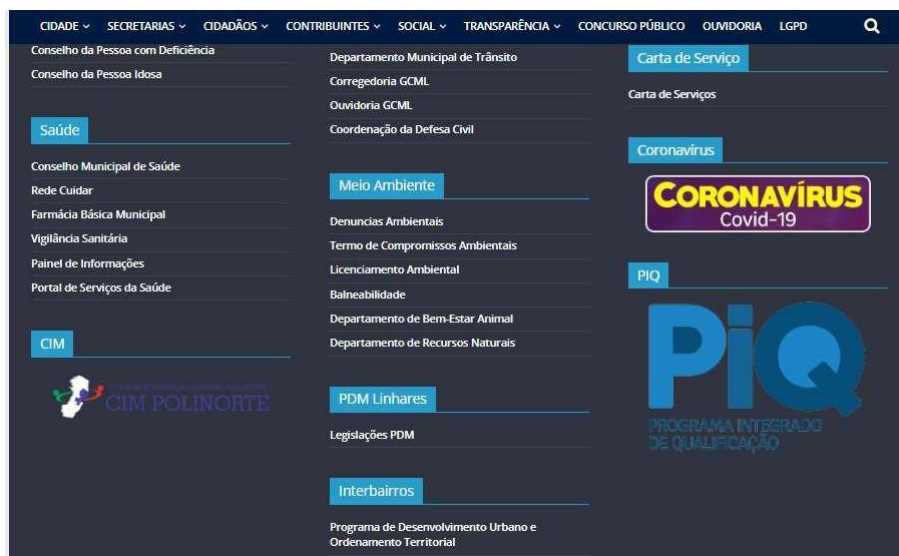 CIDADE SECRETARIAS CIDADÃOS CONTRIBUINTES SOCIAL TRANSPARÊNCIA CONCURSO PÚBLICO OUVIDORIA LGPD
Conselho da Pessoa com Deficiência
Conselho da Pessoa Idosa
Saúde
Conselho Municipal de Saúde
Rede Cuidar
Farmácia Básica Municipal
Vigilância Sanitária
Painel de Informações
Portal de Serviços da Saúde
CIM
CIM POLINORTE
Departamento Municipal de Trânsito
Corregedoria GCML
Ouvidoria GCML
Coordenação da Defesa Civil
Meio Ambiente
Denuncias Ambientais
Termo de Compromissos Ambientais
Licenciamento Ambiental
Balneabilidade
Departamento de Bem-Estar Animal
Departamento de Recursos Naturais
PDM Linhares
Legislações PDM
Interbairros
Programa de Desenvolvimento Urbano e
Ordenamento Territorial
Carta de Serviço
Carta de Serviços
Coronavírus
CORONAVÍRUS
Covid-19
PIQ
PiQ
PROGRAMA INTEGRADO
DE QUALIFICAÇÃO